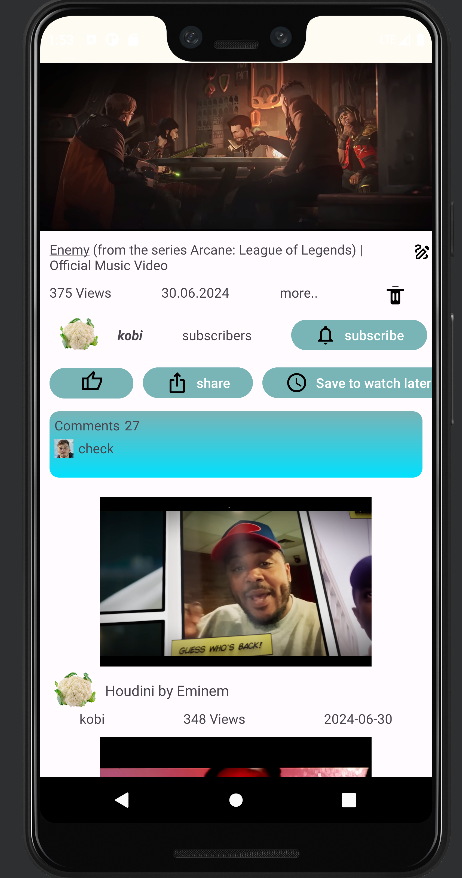 Enemy (from the series Arcane: League of Legends) |
Official Music Video
375 Views 30.06.2024 more..
kobi subscribers subscribe
share Save to watch later
Comments 27
check
GUESS WHO'S BACK!
Houdini by Eminem
kobi 348 Views 2024-06-30